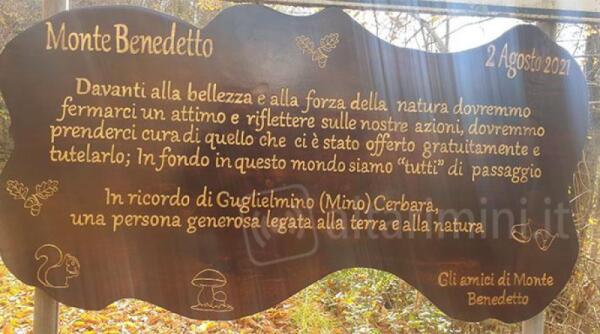 Monte Benedetto
2 Agosto 2021
Davanti alla bellezza e alla forza della natura dovremmo
fermarci un attimo e riflettere sulle nostre azioni, dovremmo
prenderci cura di quello che ci è stato offerto gratuitamente e
tutelarlo; In fondo in questo mondo siamo "tutti" di passaggio
In ricordo di Guglielmino (Mino) Cerbara,
una persona generosa legata alla terra e alla natura
altarimini.it
Gli amici di Monte
Benedetto